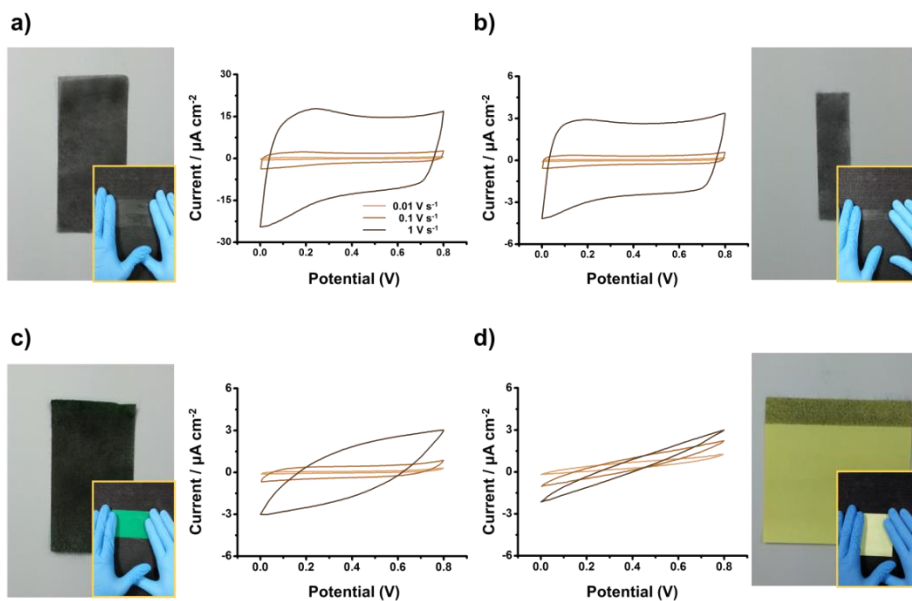 a)
30
15
0
-15
-30
Current / µA cm⁻²
0.01 V s⁻¹
0.1 V s⁻¹
1 V s⁻¹
0.0 0.2 0.4 0.6 0.8
Potential (V)
b)
6
3
0
-3
-6
Current / µA cm⁻²
0.0 0.2 0.4 0.6 0.8
Potential (V)
c)
6
3
0
-3
-6
Current / µA cm⁻²
0.0 0.2 0.4 0.6 0.8
Potential (V)
d)
6
3
0
-3
-6
Current / µA cm⁻²
0.0 0.2 0.4 0.6 0.8
Potential (V)